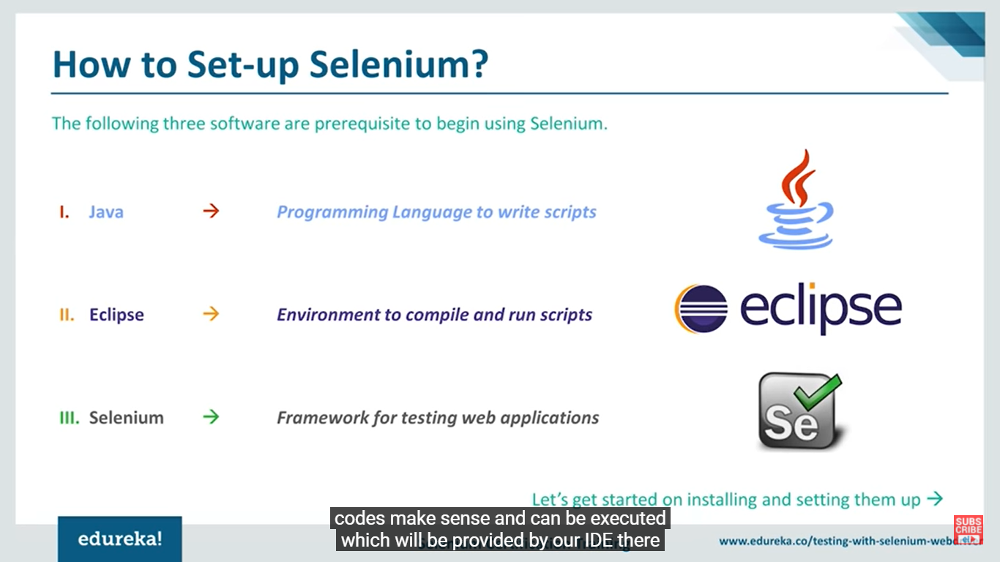 How to Set-up Selenium?
The following three software are prerequisite to begin using Selenium.
I. Java → Programming Language to write scripts
II. Eclipse → Environment to compile and run scripts
eclipse
III. Selenium → Framework for testing web applications
Se
Let's get started on installing and setting them up →
codes make sense and can be executed
which will be provided by our IDE there
edureka!
www.edureka.co/testing-with-selenium-webdriver
SUBS
CRIBE